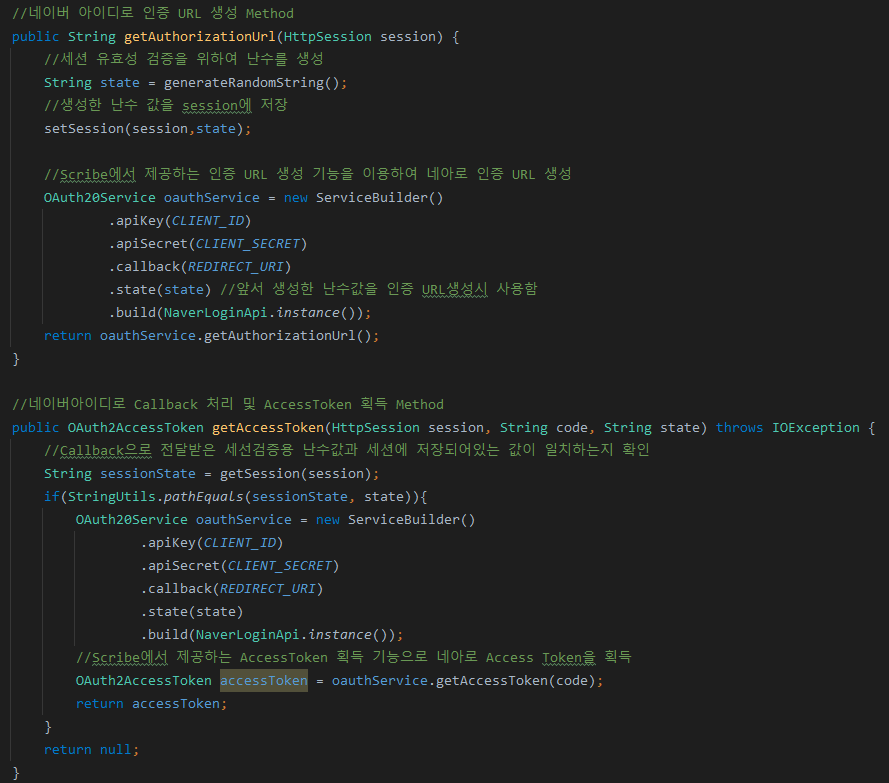 //네이버 아이디로 인증 URL 생성 Method
public String getAuthorizationUrl(HttpSession session) {
//세션 유효성 검증을 위하여 난수를 생성
String state = generateRandomString();
//생성한 난수 값을 session에 저장
setSession(session,state);
//Scribe에서 제공하는 인증 URL 생성 기능을 이용하여 네아로 인증 URL 생성
OAuth20Service oauthService = new ServiceBuilder()
.apiKey(CLIENT_ID)
.apiSecret(CLIENT_SECRET)
.callback(REDIRECT_URI)
.state(state) //앞서 생성한 난수값을 인증 URL생성시 사용함
.build(NaverLoginApi.instance());
return oauthService.getAuthorizationUrl();
}
//네이버아이디로 Callback 처리 및 AccessToken 획득 Method
public OAuth2AccessToken getAccessToken(HttpSession session, String code, String state) throws IOException {
//Callback으로 전달받은 세선검증용 난수값과 세션에 저장되어있는 값이 일치하는지 확인
String sessionState = getSession(session);
if(StringUtils.pathEquals(sessionState, state)){
OAuth20Service oauthService = new ServiceBuilder()
.apiKey(CLIENT_ID)
.apiSecret(CLIENT_SECRET)
.callback(REDIRECT_URI)
.state(state)
.build(NaverLoginApi.instance());
//Scribe에서 제공하는 AccessToken 획득 기능으로 네아로 Access Token을 획득
OAuth2AccessToken accessToken = oauthService.getAccessToken(code);
return accessToken;
}
return null;
}